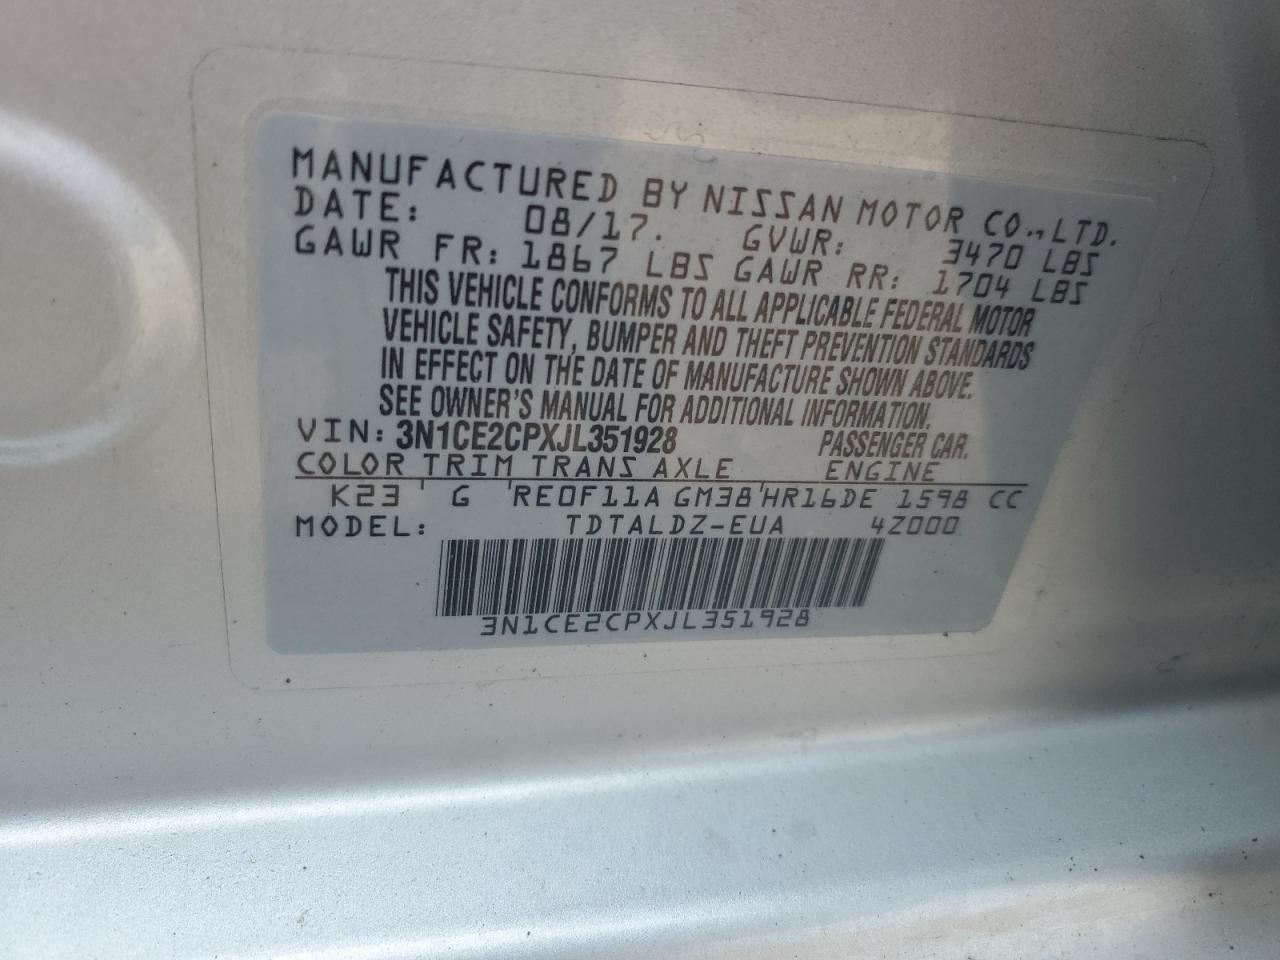 MANUFACTURED BY NISSAN MOTOR CO., LTD.
DATE: 08/17. GVWR: 3470 LBS
GAWR FR: 1867 LBS GAWR RR: 1704 LBS
THIS VEHICLE CONFORMS TO ALL APPLICABLE FEDERAL MOTOR
VEHICLE SAFETY, BUMPER AND THEFT PREVENTION STANDARDS
IN EFFECT ON THE DATE OF MANUFACTURE SHOWN ABOVE.
SEE OWNER'S MANUAL FOR ADDITIONAL INFORMATION.
VIN: 3N1CE2CPXJL351928 PASSENGER CAR.
COLOR TRIM TRANS AXLE ENGINE
K23 ' G 'RE0F11A GM38'HR16DE 1598 CC
MODEL: TDTALDZ-EUA 4Z000
3N1CE2CPXJL351928